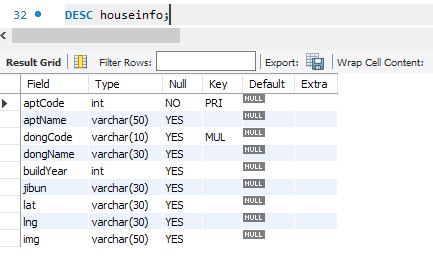 32 DESC houseinfo;
Result Grid Filter Rows: Export: Wrap Cell Content:
Field Type Null Key Default Extra
aptCode int NO PRI NULL
aptName varchar(50) YES NULL
dongCode varchar(10) YES MUL NULL
dongName varchar(30) YES NULL
buildYear int YES NULL
jibun varchar(30) YES NULL
lat varchar(30) YES NULL
lng varchar(30) YES NULL
img varchar(50) YES NULL